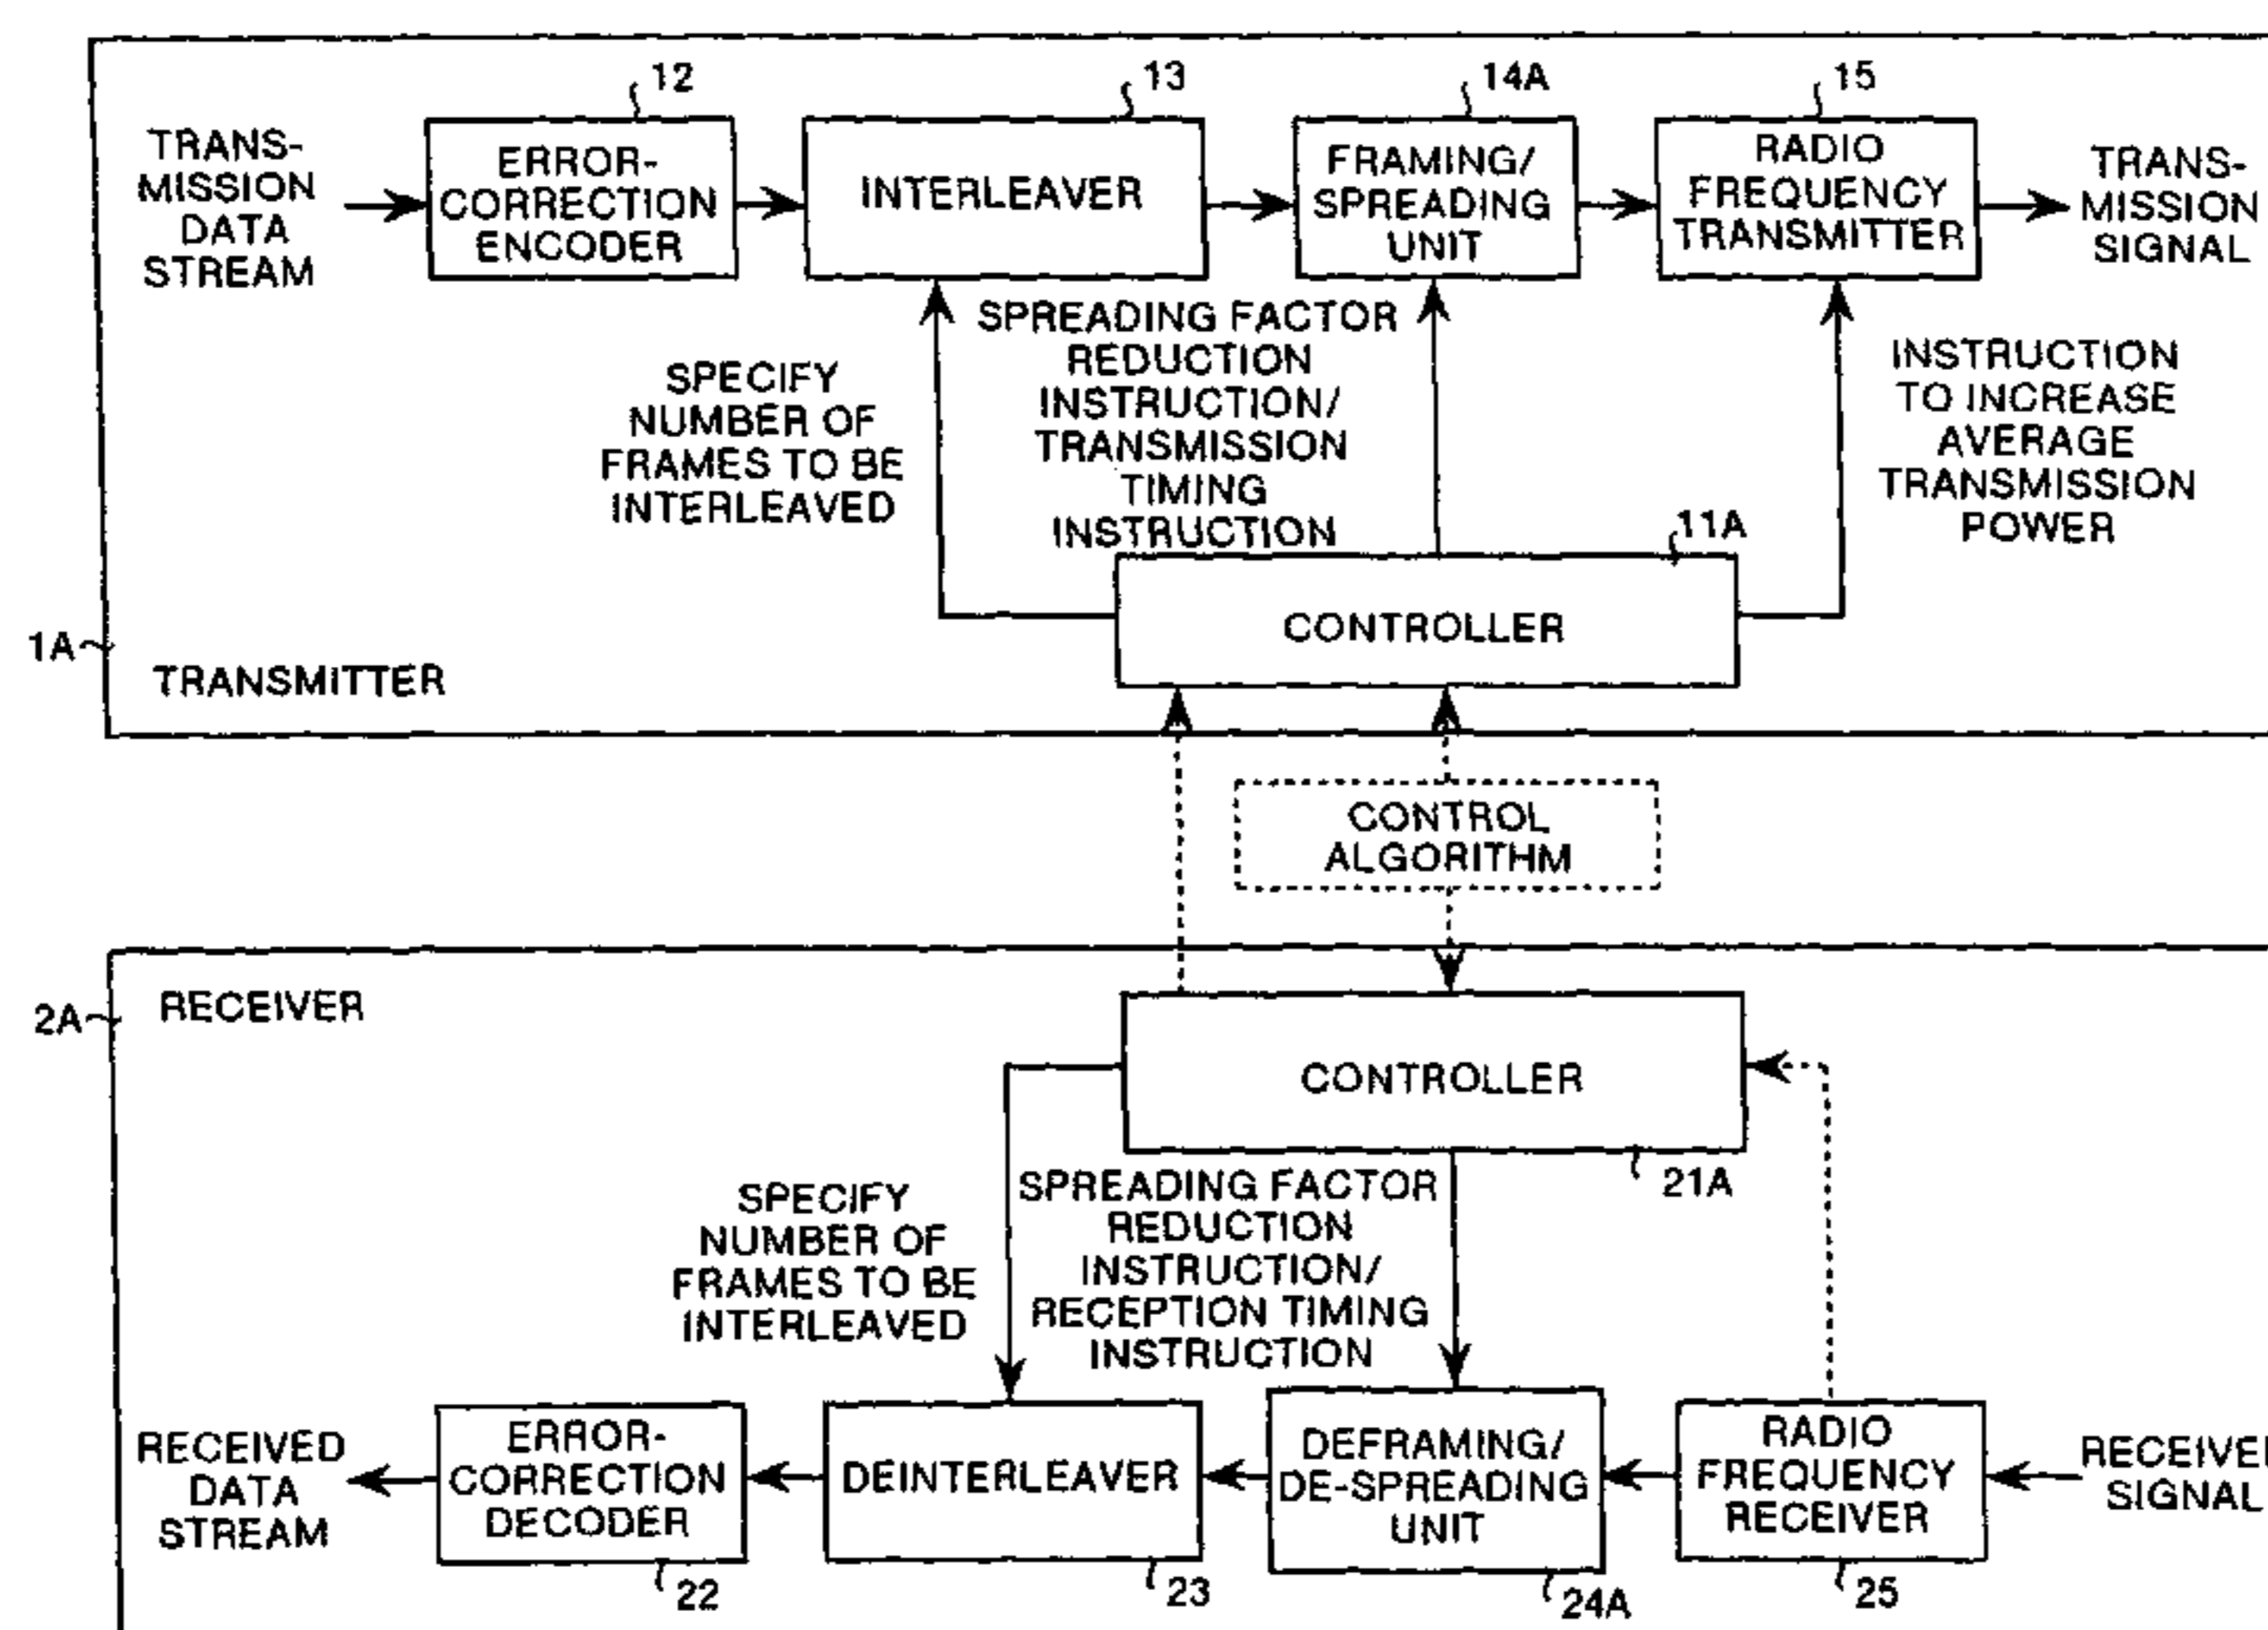 12
13
14A
15
TRANS-
MISSION
DATA
STREAM
ERROR-
CORRECTION
ENCODER
INTERLEAVER
FRAMING/
SPREADING
UNIT
RADIO
FREQUENCY
TRANSMITTER
TRANS-
MISSION
SIGNAL
SPECIFY
NUMBER OF
FRAMES TO BE
INTERLEAVED
SPREADING FACTOR
REDUCTION
INSTRUCTION/
TRANSMISSION
TIMING
INSTRUCTION
INSTRUCTION
TO INCREASE
AVERAGE
TRANSMISSION
POWER
11A
CONTROLLER
1A
TRANSMITTER
CONTROL
ALGORITHM
2A
RECEIVER
CONTROLLER
21A
SPECIFY
NUMBER OF
FRAMES TO BE
INTERLEAVED
SPREADING FACTOR
REDUCTION
INSTRUCTION/
RECEPTION TIMING
INSTRUCTION
RECEIVED
DATA
STREAM
ERROR-
CORRECTION
DECODER
DEINTERLEAVER
DEFRAMING/
DE-SPREADING
UNIT
RADIO
FREQUENCY
RECEIVER
RECEIVED
SIGNAL
22
23
24A
25